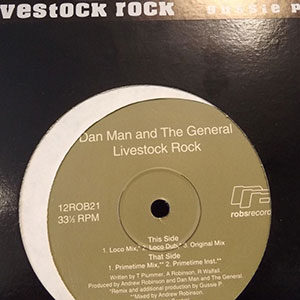 vestock rock
Dan Man and The General
Livestock Rock
12ROB21
33⅓ RPM
robsrecord
This Side
1. Loco Mix,* 2. Loco Dub,* 3. Original Mix
That Side
1. Primetime Mix,** 2. Primetime Inst.**
Written by T Plummer, A Robinson, R Walfall.
Produced by Andrew Robinson and Dan Man and The General.
*Remix and additional production by Gussie P.
**Mixed by Andrew Robinson.